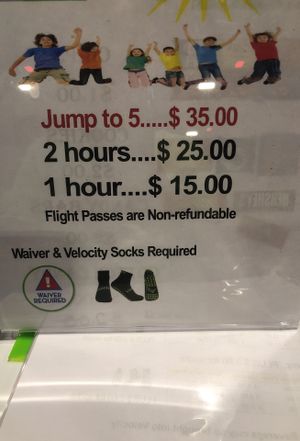 Jump to 5.....$ 35.00
2 hours....$ 25.00
1 hour....$ 15.00
Flight Passes are Non-refundable
Waiver & Velocity Socks Required
WAIVER
REQUIRED
HERSHEY